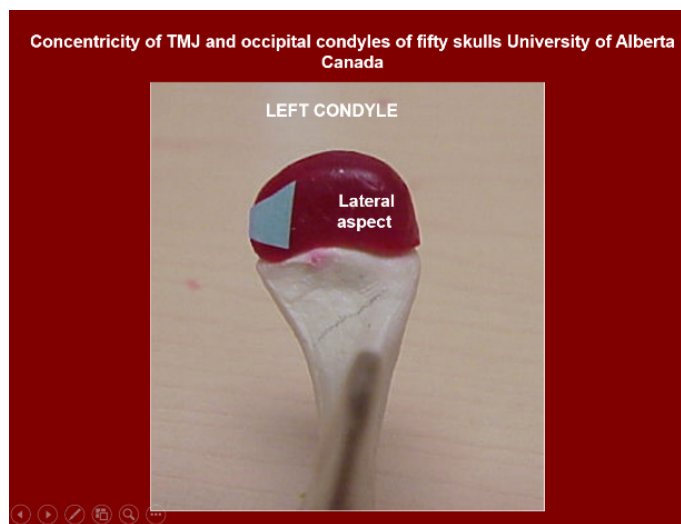 Concentricity of TMJ and occipital condyles of fifty skulls University of Alberta
Canada
LEFT CONDYLE
Lateral
aspect